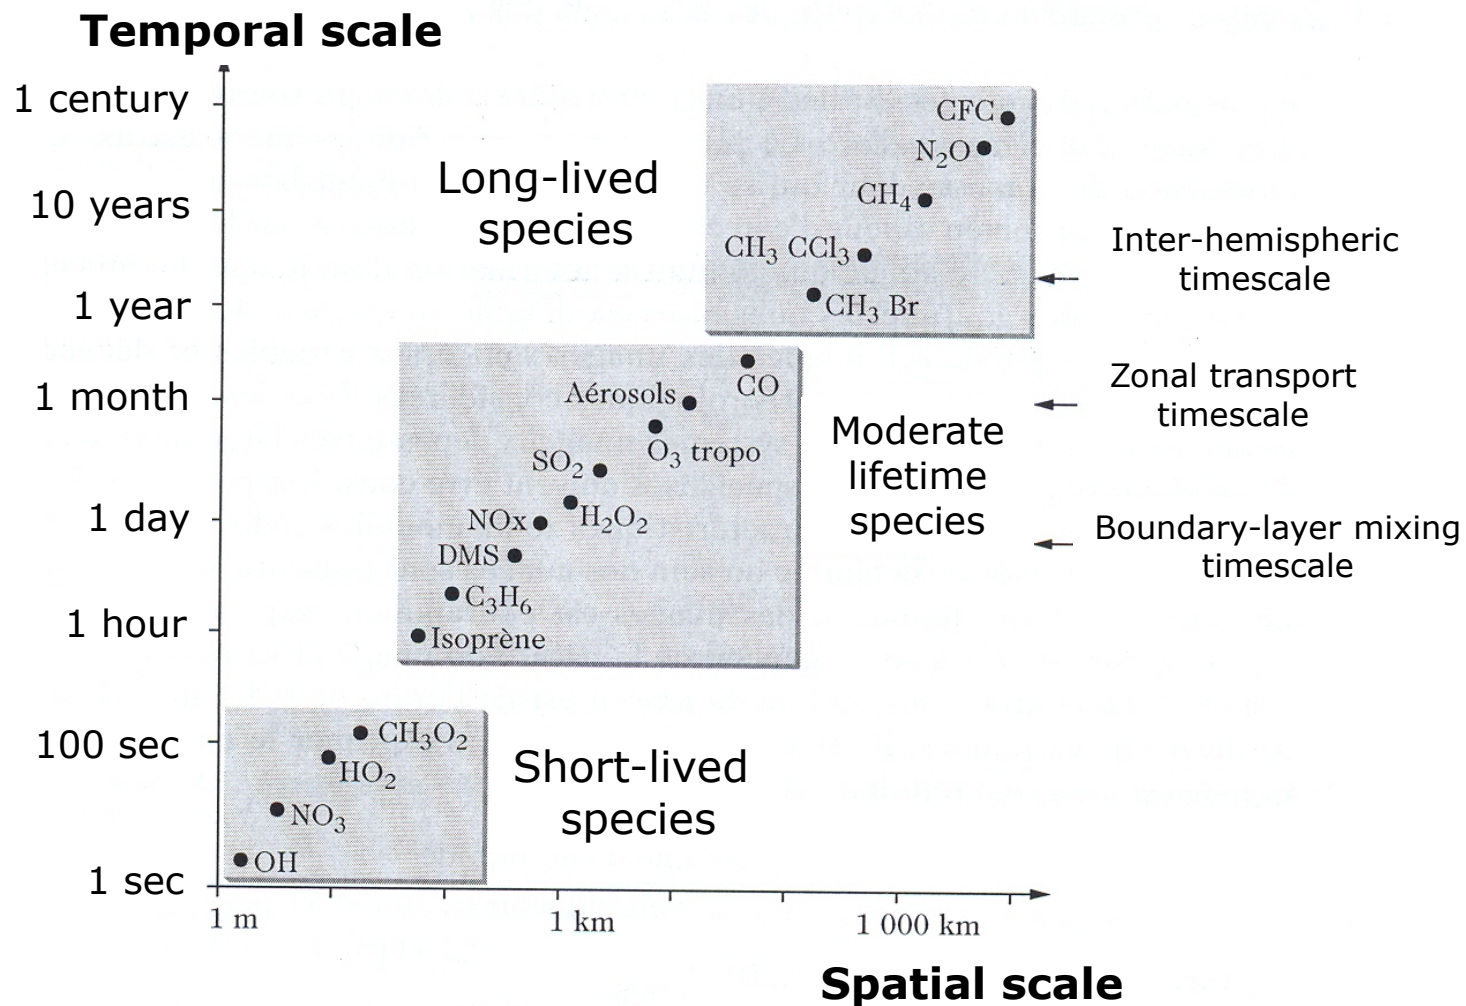 Temporal scale
1 century
10 years
1 year
1 month
1 day
1 hour
100 sec
1 sec
Long-lived
species
CFC
N₂O
CH₄
CH₃ CCl₃
CH₃ Br
Inter-hemispheric
timescale
Zonal transport
timescale
Boundary-layer mixing
timescale
CO
Aérosols
O₃ tropo
SO₂
H₂O₂
NOx
DMS
C₃H₆
Isoprène
Moderate
lifetime
species
CH₃O₂
HO₂
NO₃
OH
Short-lived
species
1 m
1 km
1 000 km
Spatial scale